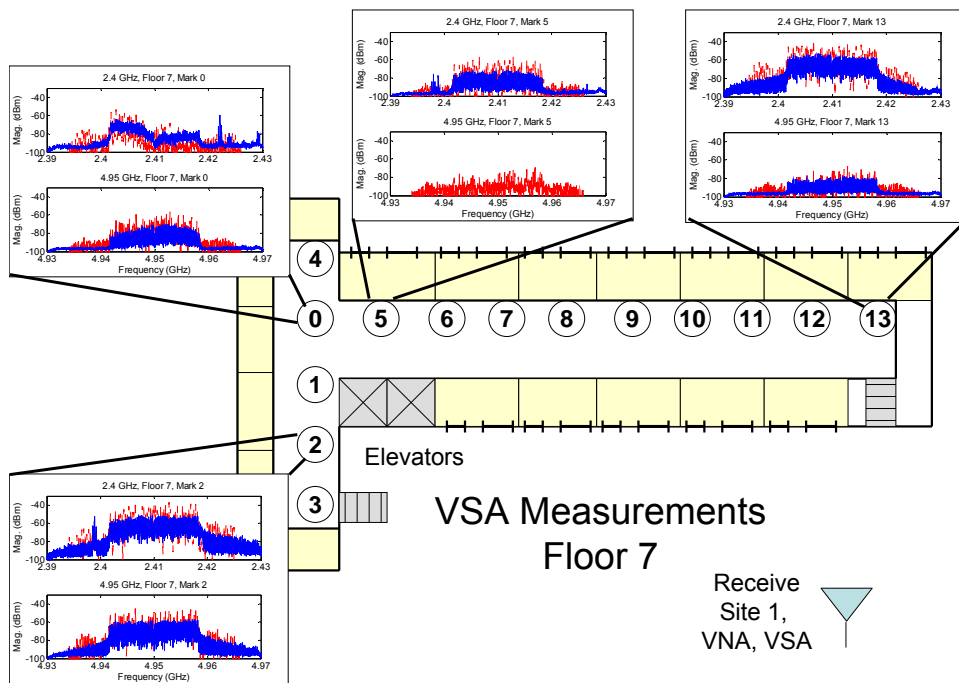 2.4 GHz, Floor 7, Mark 5
Mag. (dBm)
-40
-60
-80
-100
2.39 2.4 2.41 2.42 2.43
4.95 GHz, Floor 7, Mark 5
Mag. (dBm)
-40
-60
-80
-100
4.93 4.94 4.95 4.96 4.97
Frequency (GHz)
2.4 GHz, Floor 7, Mark 13
Mag. (dBm)
-40
-60
-80
-100
2.39 2.4 2.41 2.42 2.43
4.95 GHz, Floor 7, Mark 13
Mag. (dBm)
-40
-60
-80
-100
4.93 4.94 4.95 4.96 4.97
Frequency (GHz)
2.4 GHz, Floor 7, Mark 0
Mag. (dBm)
-40
-60
-80
-100
2.39 2.4 2.41 2.42 2.43
4.95 GHz, Floor 7, Mark 0
Mag. (dBm)
-40
-60
-80
-100
4.93 4.94 4.95 4.96 4.97
Frequency (GHz)
4
0 5 6 7 8 9 10 11 12 13
1
2
3
Elevators
VSA Measurements
Floor 7
2.4 GHz, Floor 7, Mark 2
Mag. (dBm)
-40
-60
-80
-100
2.39 2.4 2.41 2.42 2.43
4.95 GHz, Floor 7, Mark 2
Mag. (dBm)
-40
-60
-80
-100
4.93 4.94 4.95 4.96 4.97
Frequency (GHz)
Receive
Site 1,
VNA, VSA